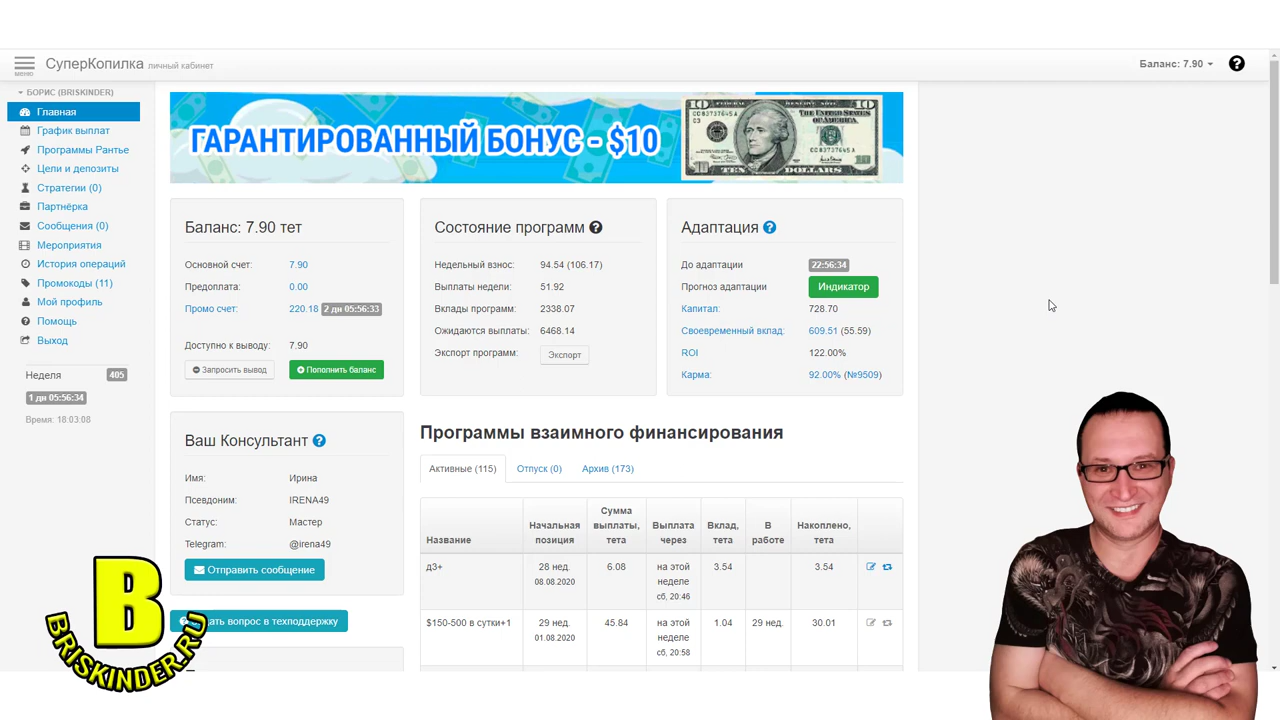 СуперКопилка личный кабинет
Баланс: 7.90
меню
БОРИС (BRISKINDER)
Главная
График выплат
Программы Рантье
Цели и депозиты
Стратегии (0)
Партнёрка
Сообщения (0)
Мероприятия
История операций
Промокоды (11)
Мой профиль
Помощь
Выход
Неделя 405
1 дн 05:56:34
Время: 18:03:08
ГАРАНТИРОВАННЫЙ БОНУС - $10
Баланс: 7.90 тет
Основной счет: 7.90
Предоплата: 0.00
Промо счет: 220.18 2 дн 05:56:33
Доступно к выводу: 7.90
Запросить вывод Пополнить баланс
Состояние программ
Недельный взнос: 94.54 (106.17)
Выплаты недели: 51.92
Вклады программ: 2338.07
Ожидаются выплаты: 6468.14
Экспорт программ: Экспорт
Адаптация
До адаптации 22:56:34
Прогноз адаптации Индикатор
Капитал: 728.70
Своевременный вклад: 609.51 (55.59)
ROI 122.00%
Карма: 92.00% (№9509)
Ваш Консультант
Имя: Ирина
Псевдоним: IRENA49
Статус: Мастер
Telegram: @irena49
Отправить сообщение
вопрос в техподдержку
Программы взаимного финансирования
Активные (115) Отпуск (0) Архив (173)
Название
Начальная позиция
Сумма выплаты, тета
Выплата через
Вклад, тета
В работе
Накоплено, тета
д3+ 28 нед. 08.08.2020 6.08 на этой неделе сб, 20:46 3.54 3.54
$150-500 в сутки+1 29 нед. 01.08.2020 45.84 на этой неделе сб, 20:58 1.04 29 нед. 30.01
B
BRISKINDER.RU